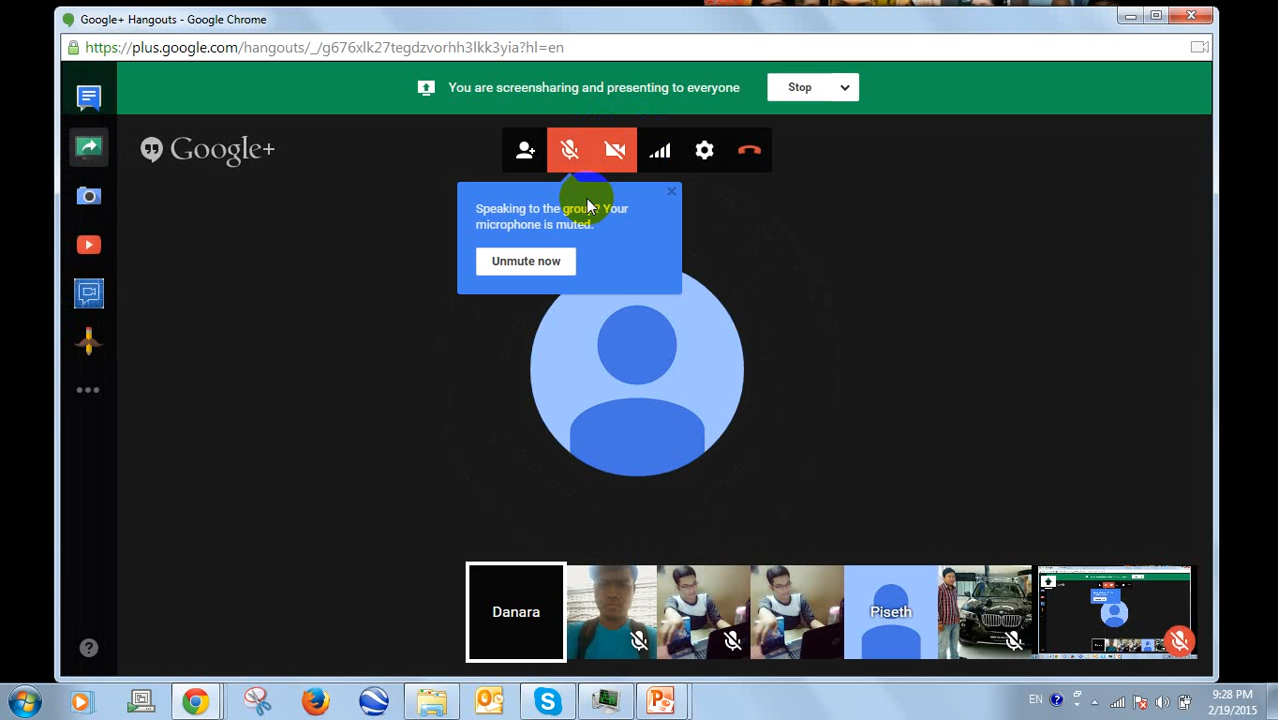 Google+ Hangouts - Google Chrome
https://plus.google.com/hangouts/_/g676xlk27tegdzvorhh3lkk3yia?hl=en
You are screensharing and presenting to everyone
Stop
Google+
Speaking to the group? Your
microphone is muted.
Unmute now
Danara
Piseth
EN
9:28 PM
2/19/2015